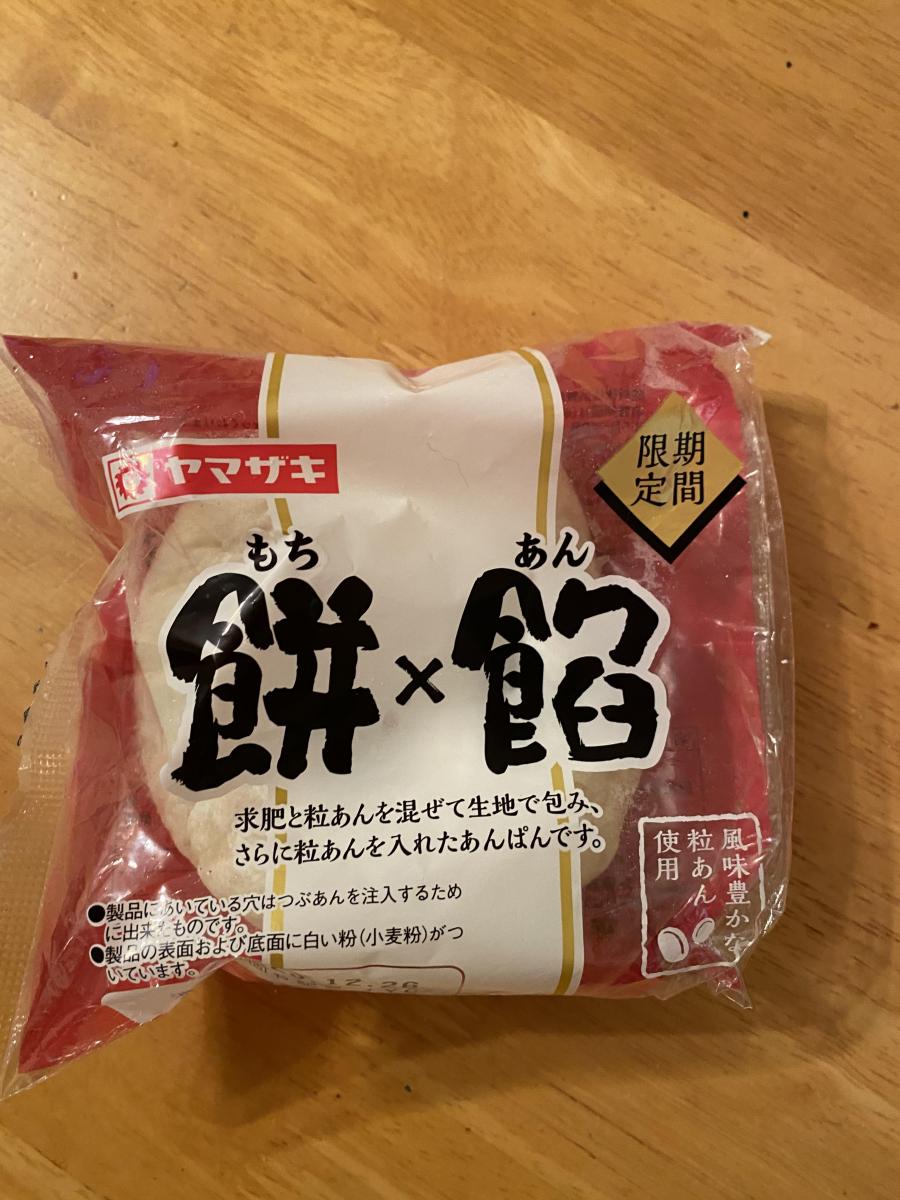 ヤマザキ
期間
限定
もち あん
餅×餡
求肥と粒あんを混ぜて生地で包み、
さらに粒あんを入れたあんぱんです。
風味豊かな
粒あん
使用
●製品にあいている穴はつぶあんを注入するため
に出来たものです。
●製品の表面および底面に白い粉(小麦粉)がつ
いています。
12.26